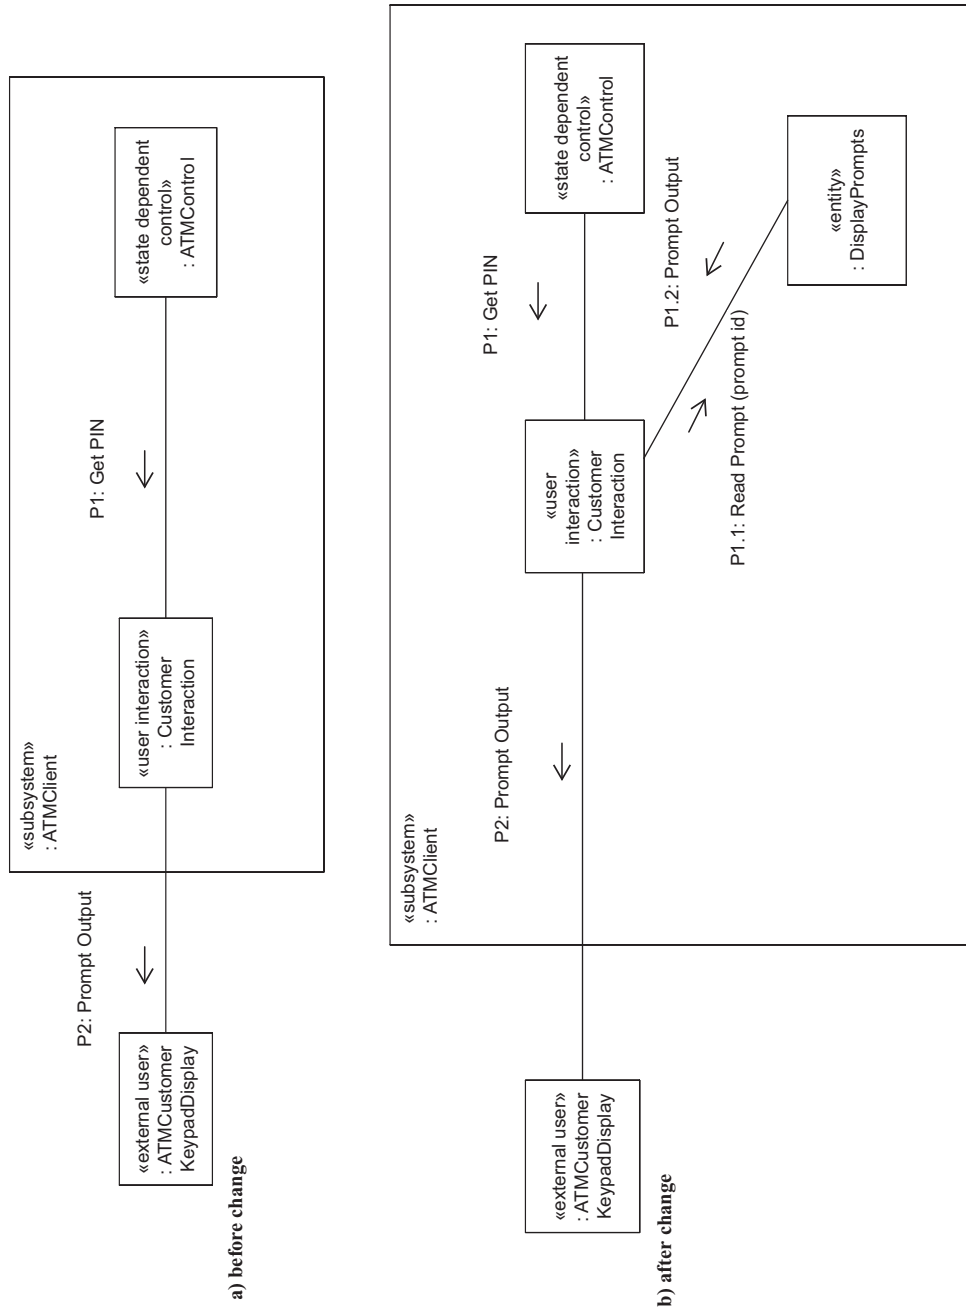 «subsystem»
: ATMClient
«external user»
: ATMCustomer
KeypadDisplay
P2: Prompt Output
«user interaction»
: Customer
Interaction
P1: Get PIN
«state dependent
control»
: ATMControl
a) before change
«subsystem»
: ATMClient
«external user»
: ATMCustomer
KeypadDisplay
P2: Prompt Output
«user
interaction»
: Customer
Interaction
P1: Get PIN
«state dependent
control»
: ATMControl
P1.2: Prompt Output
P1.1: Read Prompt (prompt id)
«entity»
: DisplayPrompts
b) after change